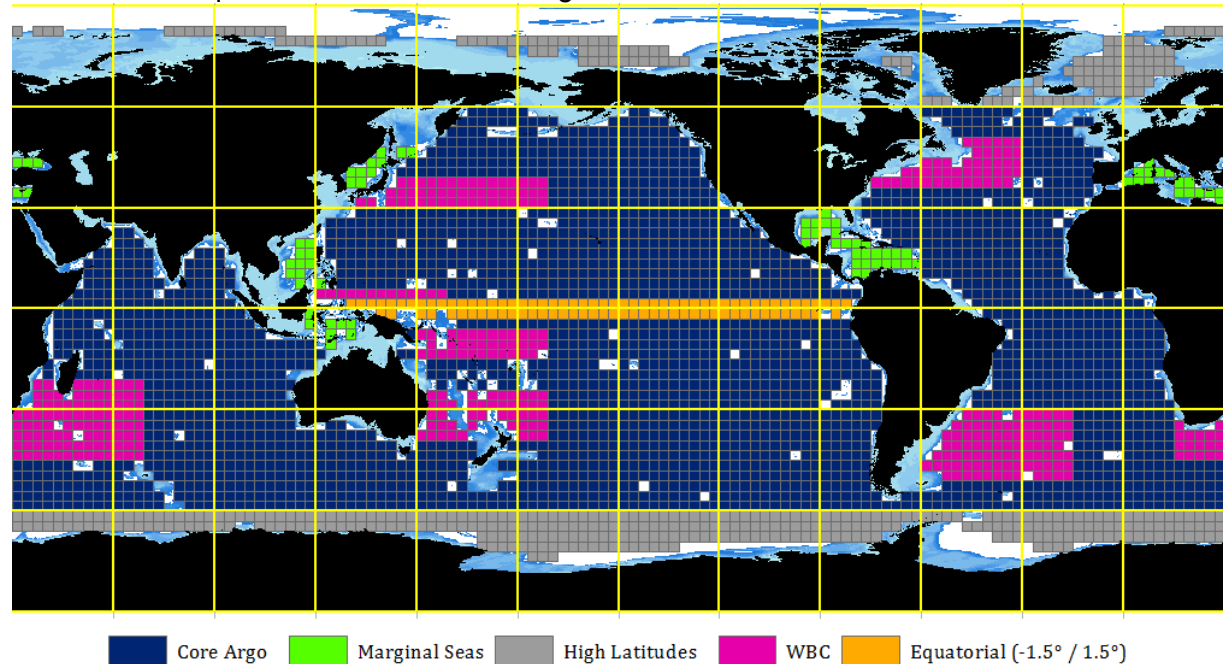 Core Argo
Marginal Seas
High Latitudes
WBC
Equatorial (-1.5° / 1.5°)